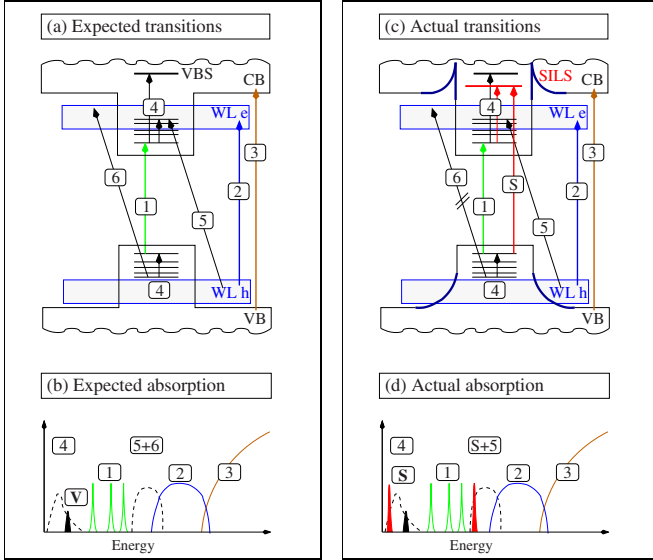 (a) Expected transitions
VBS
CB
4
WL e
6
3
2
1
5
4
WL h
VB
(b) Expected absorption
4
5+6
1
2
3
V
Energy
(c) Actual transitions
SILS
CB
4
WL e
6
3
S
2
1
5
4
WL h
VB
(d) Actual absorption
4
S+5
1
2
3
S
Energy